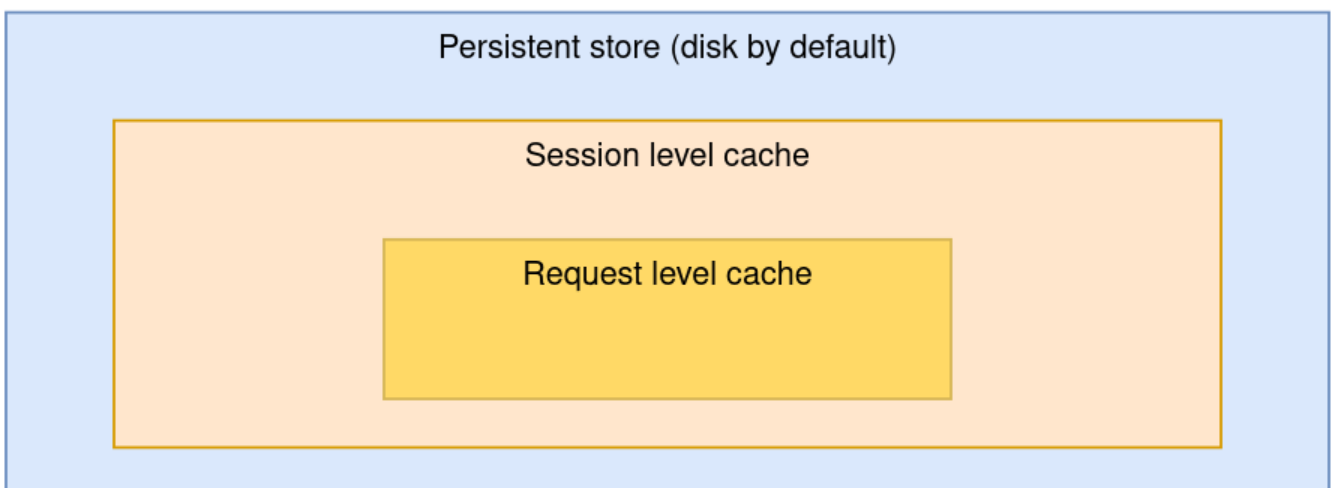 Persistent store (disk by default)
Session level cache
Request level cache